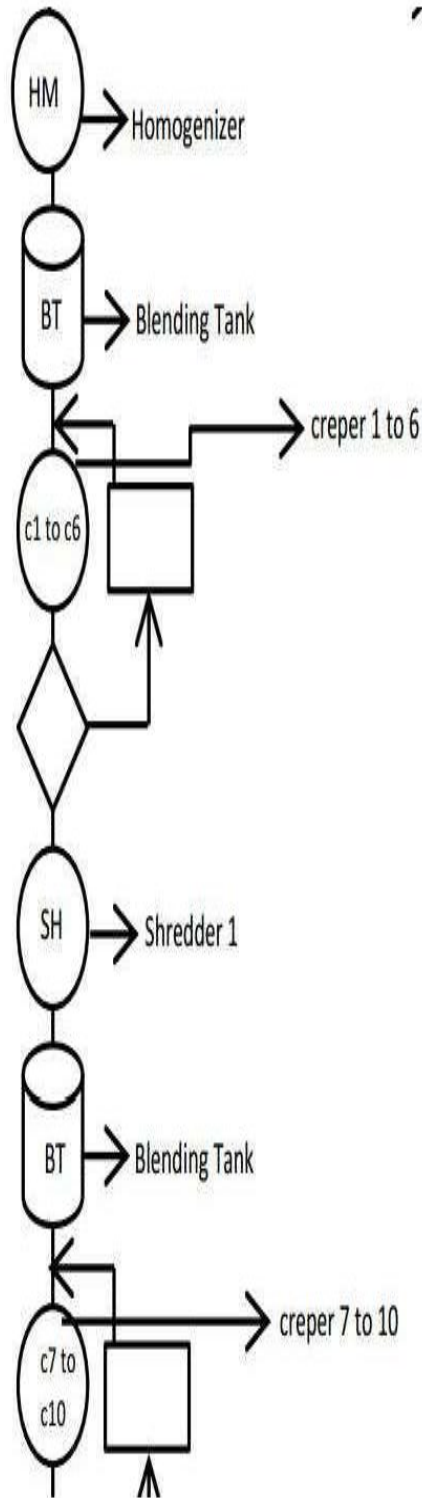 HM
Homogenizer
BT
Blending Tank
creper 1 to 6
c1 to c6
SH
Shredder 1
BT
Blending Tank
creper 7 to 10
c7 to
c10